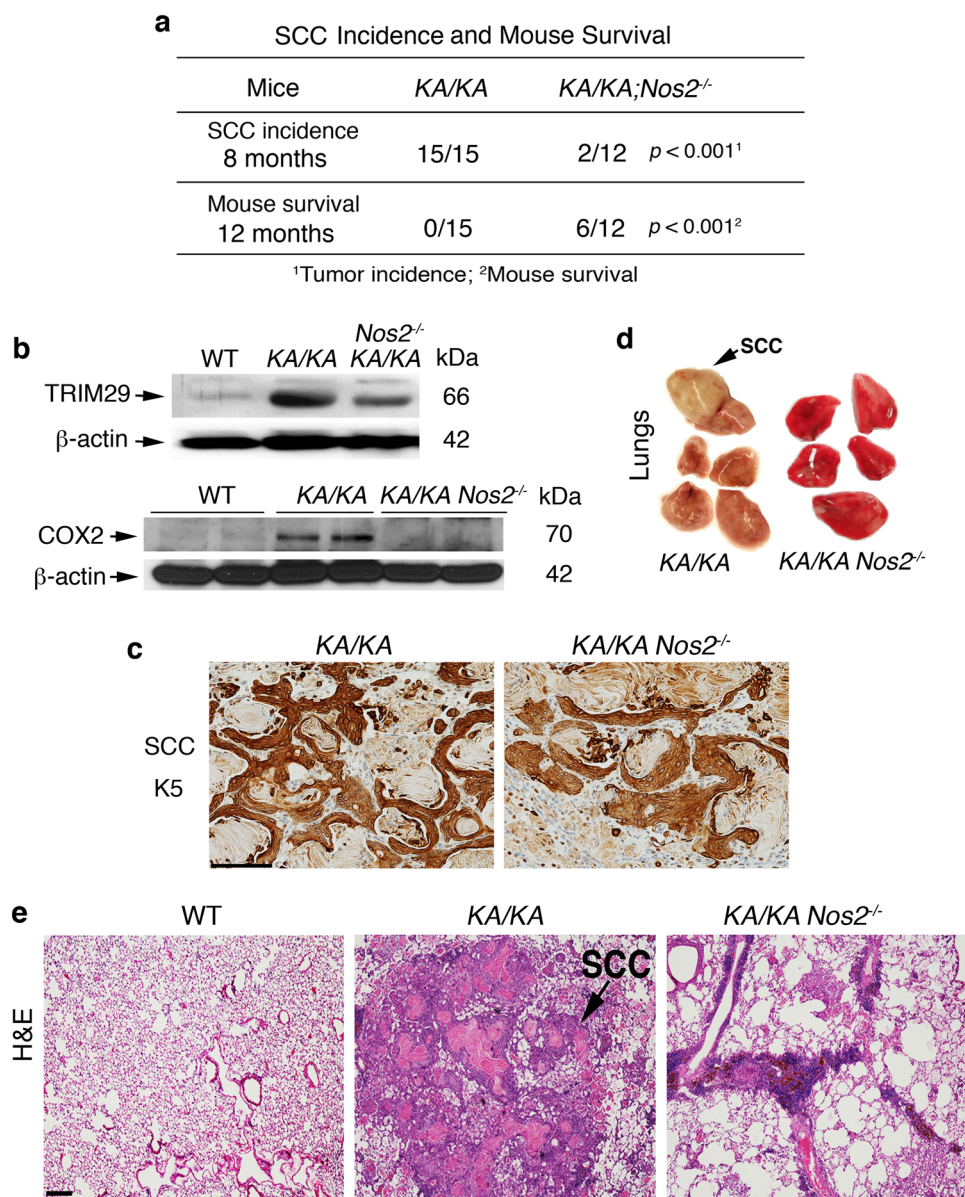 a
SCC Incidence and Mouse Survival
Mice KA/KA KA/KA;Nos2-/-
SCC incidence
8 months 15/15 2/12 p < 0.001¹
Mouse survival
12 months 0/15 6/12 p < 0.001²
¹Tumor incidence; ²Mouse survival
b
WT KA/KA Nos2-/- KA/KA kDa
TRIM29 66
β-actin 42
WT KA/KA KA/KA Nos2-/- kDa
COX2 70
β-actin 42
d
SCC
Lungs
KA/KA KA/KA Nos2-/-
c
KA/KA KA/KA Nos2-/-
SCC
K5
e
WT KA/KA KA/KA Nos2-/-
H&E
SCC